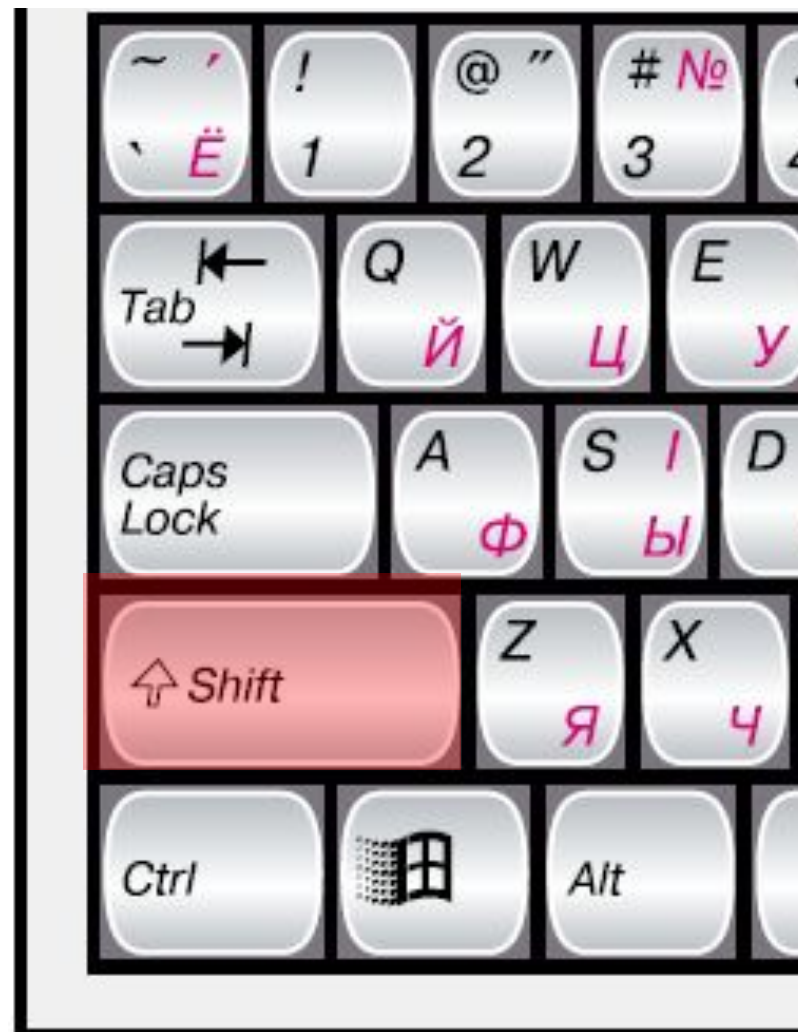 ~ ′ ! @ ″ # №
` Ё 1 2 3
Q W E
Tab
Й Ц У
Caps A S I D
Lock Ф Ы
Shift Z X
Я Ч
Ctrl Alt